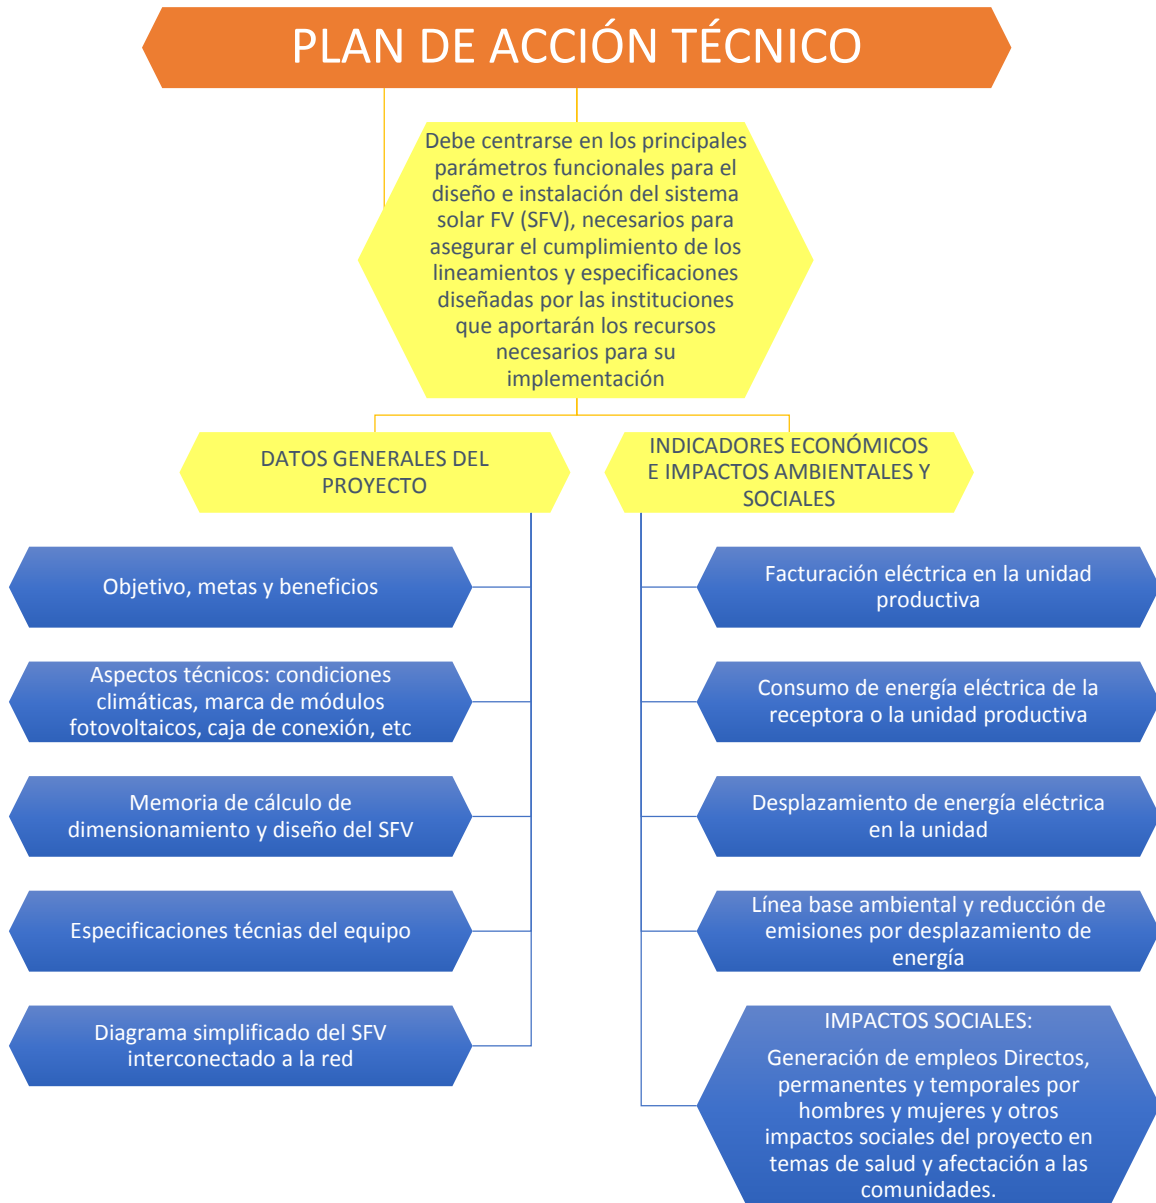 PLAN DE ACCIÓN TÉCNICO
Debe centrarse en los principales
parámetros funcionales para el
diseño e instalación del sistema
solar FV (SFV), necesarios para
asegurar el cumplimiento de los
lineamientos y especificaciones
diseñadas por las instituciones
que aportarán los recursos
necesarios para su
implementación
DATOS GENERALES DEL
PROYECTO
Objetivo, metas y beneficios
Aspectos técnicos: condiciones
climáticas, marca de módulos
fotovoltaicos, caja de conexión, etc
Memoria de cálculo de
dimensionamiento y diseño del SFV
Especificaciones técnias del equipo
Diagrama simplificado del SFV
interconectado a la red
INDICADORES ECONÓMICOS
E IMPACTOS AMBIENTALES Y
SOCIALES
Facturación eléctrica en la unidad
productiva
Consumo de energía eléctrica de la
receptora o la unidad productiva
Desplazamiento de energía eléctrica
en la unidad
Línea base ambiental y reducción de
emisiones por desplazamiento de
energía
IMPACTOS SOCIALES:
Generación de empleos Directos,
permanentes y temporales por
hombres y mujeres y otros
impactos sociales del proyecto en
temas de salud y afectación a las
comunidades.